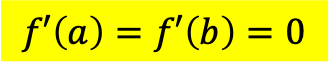 f′(a) = f′(b) = 0